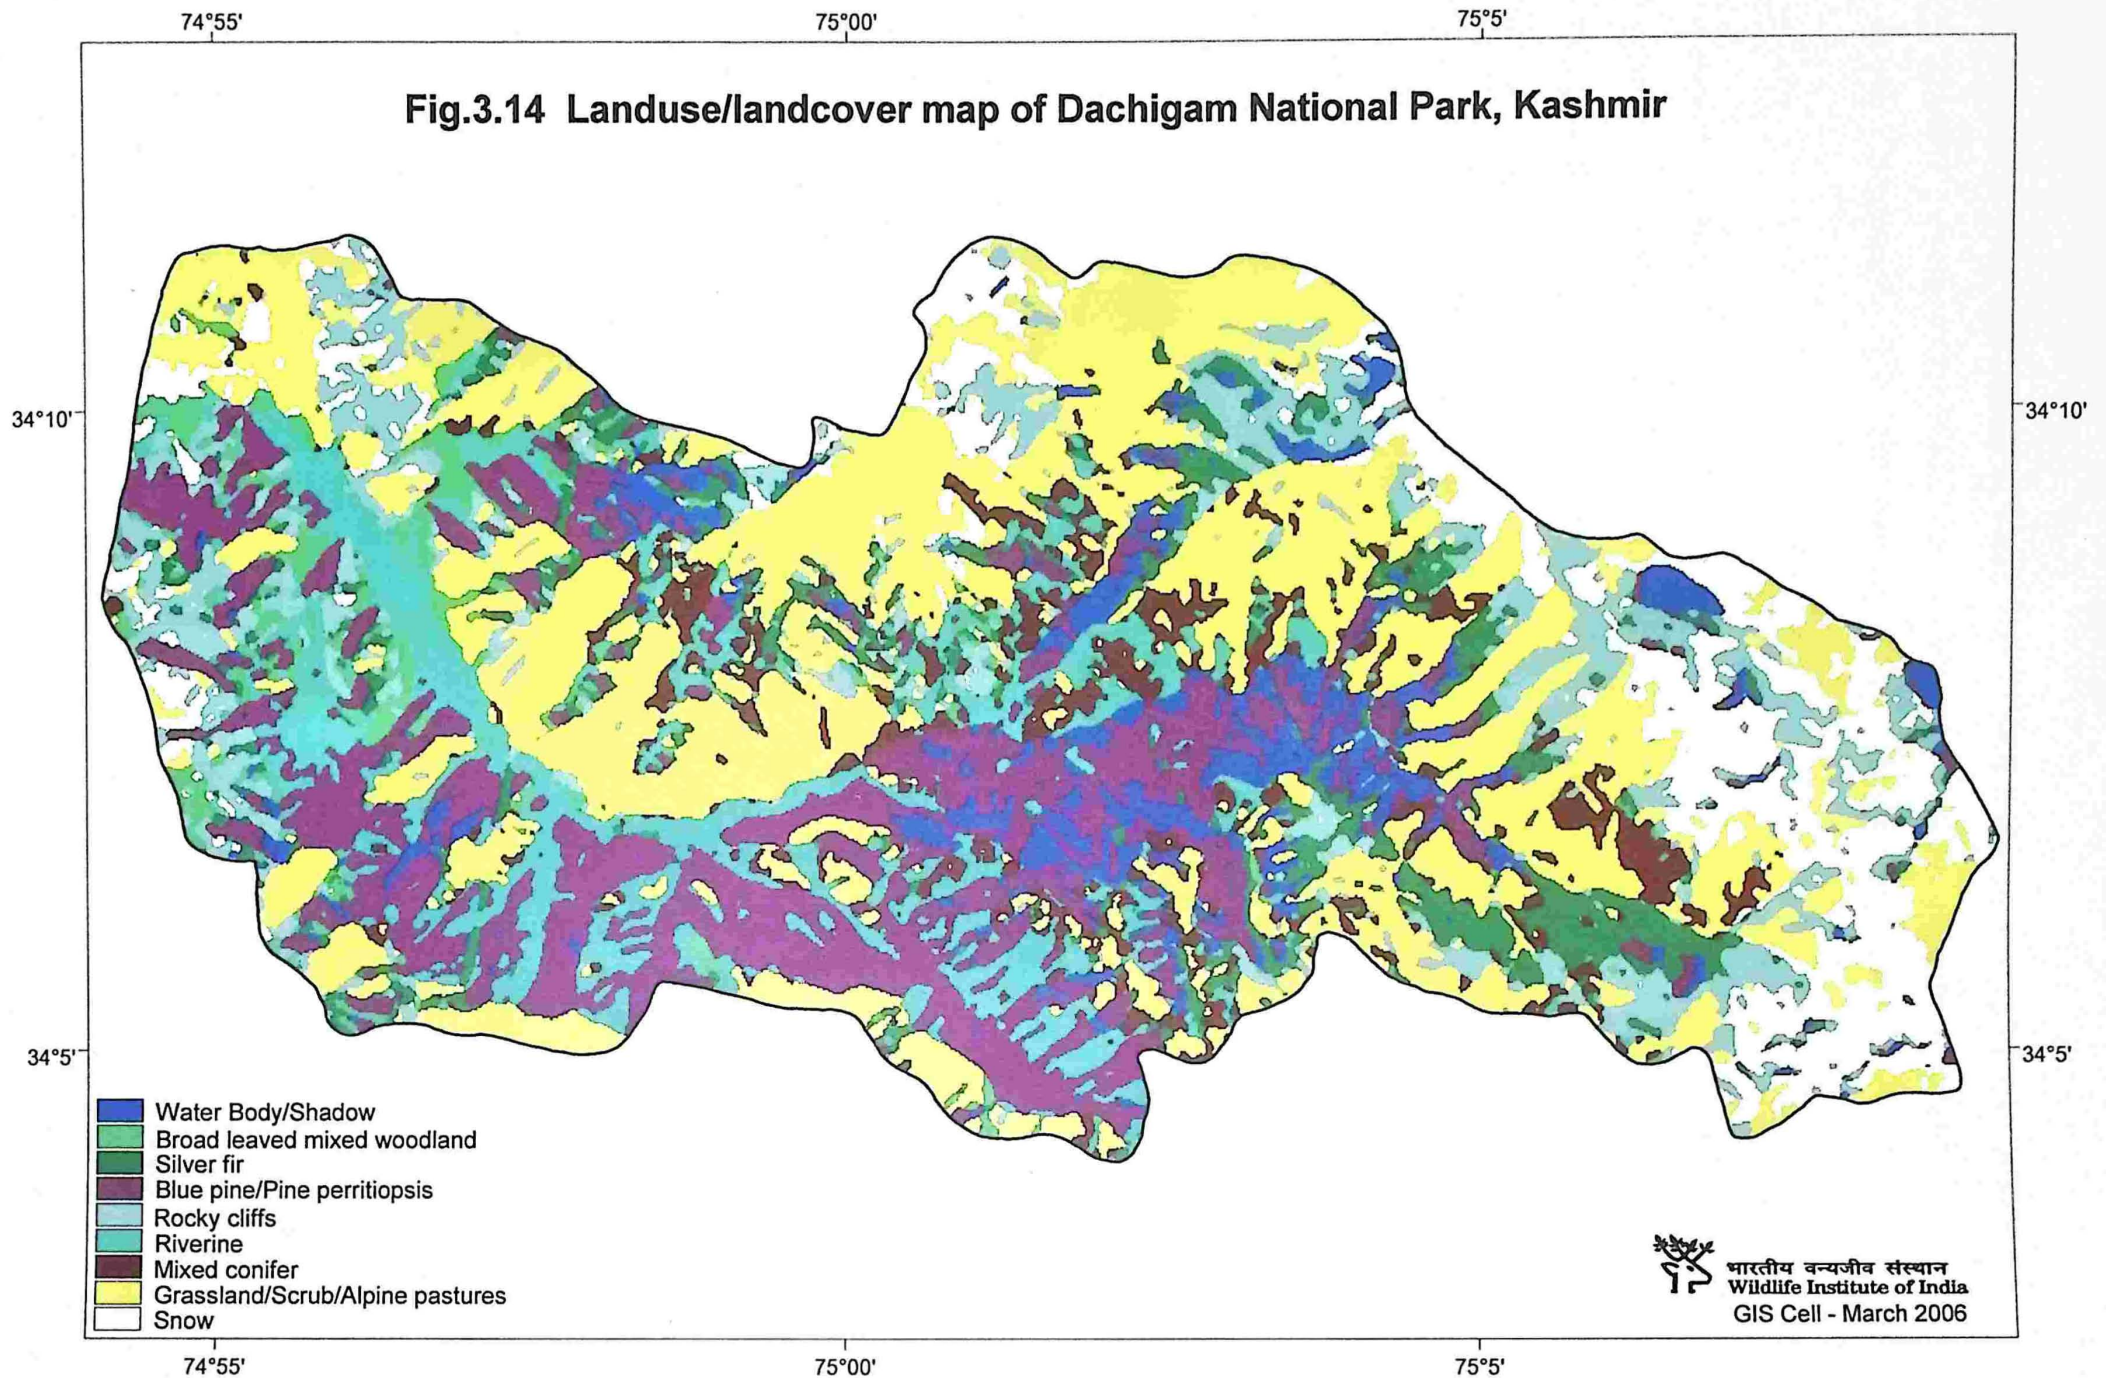 74°55'
75°00'
75°5'
Fig.3.14 Landuse/landcover map of Dachigam National Park, Kashmir
34°10'
34°10'
34°5'
34°5'
Water Body/Shadow
Broad leaved mixed woodland
Silver fir
Blue pine/Pine perritiopsis
Rocky cliffs
Riverine
Mixed conifer
Grassland/Scrub/Alpine pastures
Snow
भारतीय वन्यजीव संस्थान
Wildlife Institute of India
GIS Cell - March 2006
74°55'
75°00'
75°5'